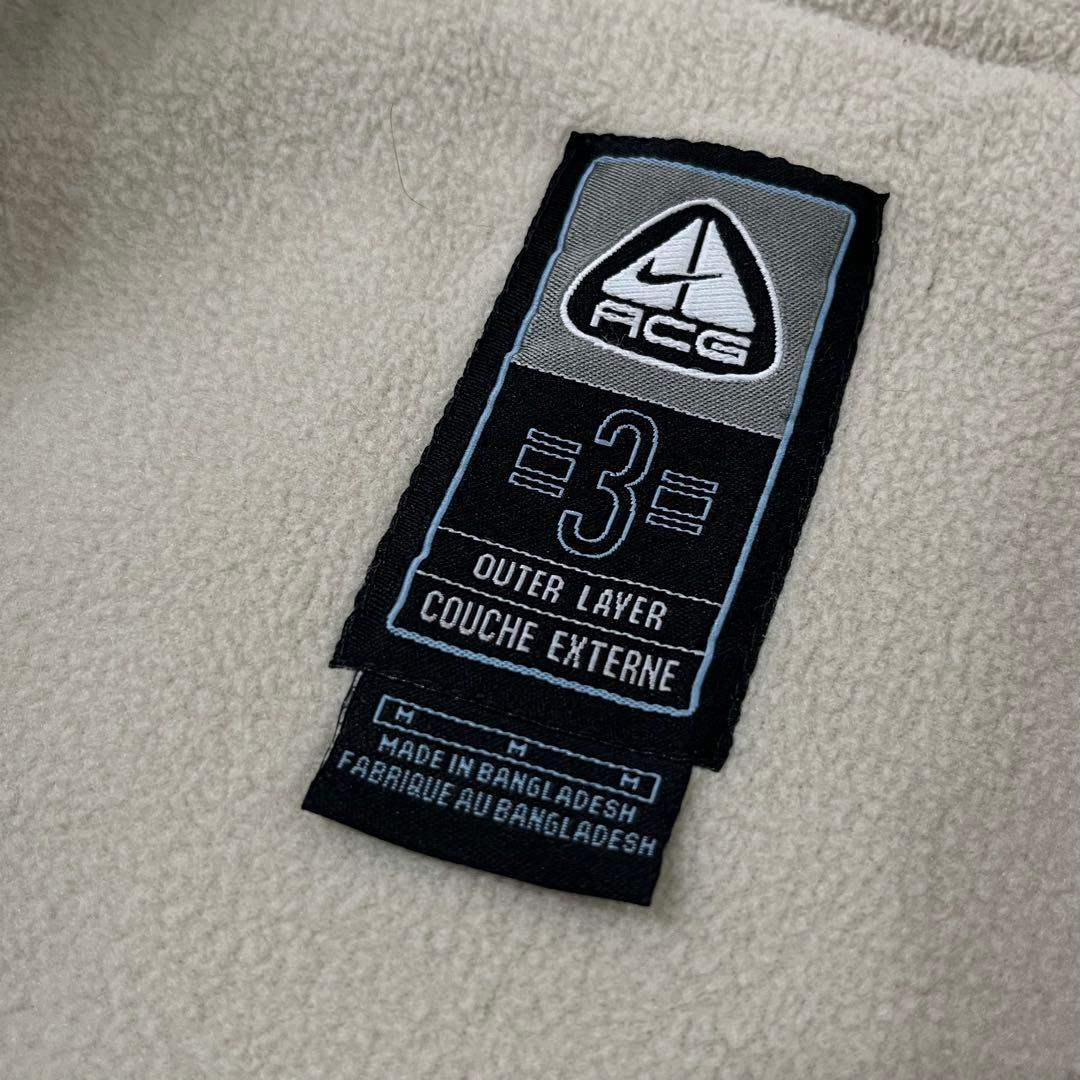 ACG
3
OUTER LAYER
COUCHE EXTERNE
M M M
MADE IN BANGLADESH
FABRIQUE AU BANGLADESH